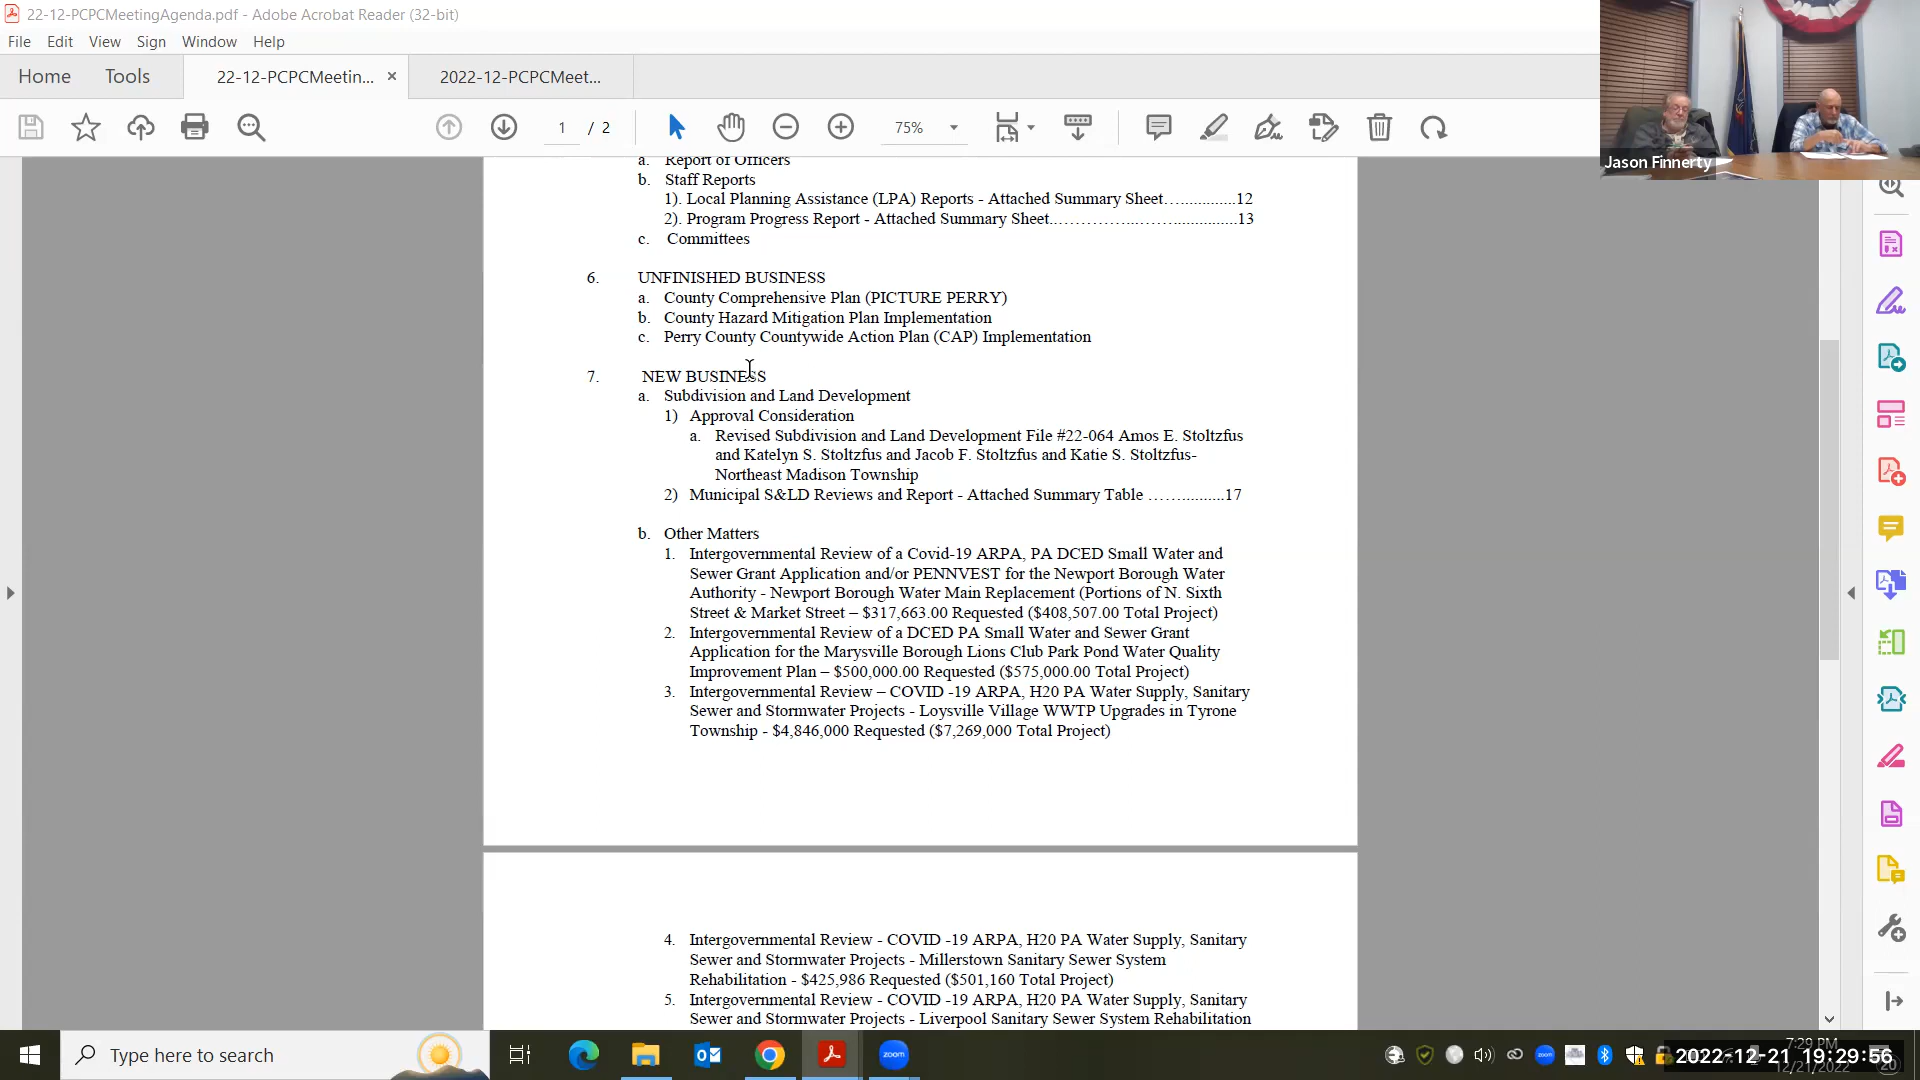 22-12-PCPCMeetingAgenda.pdf - Adobe Acrobat Reader (32-bit)
File Edit View Sign Window Help
Home Tools 22-12-PCPCMeetin... × 2022-12-PCPCMeet...
1 / 2 75%
Jason Finnerty
a. Report of Officers
b. Staff Reports
1). Local Planning Assistance (LPA) Reports - Attached Summary Sheet….............12
2). Program Progress Report - Attached Summary Sheet..…………...……..............13
c. Committees
6. UNFINISHED BUSINESS
a. County Comprehensive Plan (PICTURE PERRY)
b. County Hazard Mitigation Plan Implementation
c. Perry County Countywide Action Plan (CAP) Implementation
7. NEW BUSINESS
a. Subdivision and Land Development
1) Approval Consideration
a. Revised Subdivision and Land Development File #22-064 Amos E. Stoltzfus
and Katelyn S. Stoltzfus and Jacob F. Stoltzfus and Katie S. Stoltzfus-
Northeast Madison Township
2) Municipal S&LD Reviews and Report - Attached Summary Table ……..........17
b. Other Matters
1. Intergovernmental Review of a Covid-19 ARPA, PA DCED Small Water and
Sewer Grant Application and/or PENNVEST for the Newport Borough Water
Authority - Newport Borough Water Main Replacement (Portions of N. Sixth
Street & Market Street – $317,663.00 Requested ($408,507.00 Total Project)
2. Intergovernmental Review of a DCED PA Small Water and Sewer Grant
Application for the Marysville Borough Lions Club Park Pond Water Quality
Improvement Plan – $500,000.00 Requested ($575,000.00 Total Project)
3. Intergovernmental Review – COVID -19 ARPA, H20 PA Water Supply, Sanitary
Sewer and Stormwater Projects - Loysville Village WWTP Upgrades in Tyrone
Township - $4,846,000 Requested ($7,269,000 Total Project)
4. Intergovernmental Review - COVID -19 ARPA, H20 PA Water Supply, Sanitary
Sewer and Stormwater Projects - Millerstown Sanitary Sewer System
Rehabilitation - $425,986 Requested ($501,160 Total Project)
5. Intergovernmental Review - COVID -19 ARPA, H20 PA Water Supply, Sanitary
Sewer and Stormwater Projects - Liverpool Sanitary Sewer System Rehabilitation
Type here to search
zoom
7:29 PM
2022-12-21 19:29:56
12/21/2022
20